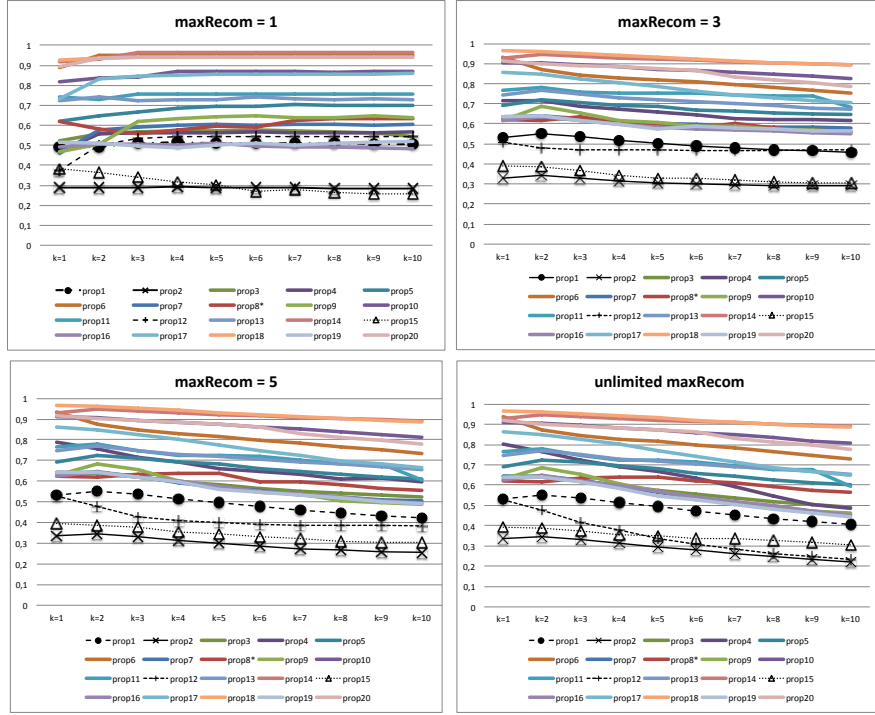 maxRecom = 1
1
0,9
0,8
0,7
0,6
0,5
0,4
0,3
0,2
0,1
0
k=1 k=2 k=3 k=4 k=5 k=6 k=7 k=8 k=9 k=10
prop1 prop2 prop3 prop4 prop5
prop6 prop7 prop8* prop9 prop10
prop11 prop12 prop13 prop14 prop15
prop16 prop17 prop18 prop19 prop20
maxRecom = 3
1
0,9
0,8
0,7
0,6
0,5
0,4
0,3
0,2
0,1
0
k=1 k=2 k=3 k=4 k=5 k=6 k=7 k=8 k=9 k=10
prop1 prop2 prop3 prop4 prop5
prop6 prop7 prop8* prop9 prop10
prop11 prop12 prop13 prop14 prop15
prop16 prop17 prop18 prop19 prop20
maxRecom = 5
1
0,9
0,8
0,7
0,6
0,5
0,4
0,3
0,2
0,1
0
k=1 k=2 k=3 k=4 k=5 k=6 k=7 k=8 k=9 k=10
prop1 prop2 prop3 prop4 prop5
prop6 prop7 prop8* prop9 prop10
prop11 prop12 prop13 prop14 prop15
prop16 prop17 prop18 prop19 prop20
unlimited maxRecom
1
0,9
0,8
0,7
0,6
0,5
0,4
0,3
0,2
0,1
0
k=1 k=2 k=3 k=4 k=5 k=6 k=7 k=8 k=9 k=10
prop1 prop2 prop3 prop4 prop5
prop6 prop7 prop8* prop9 prop10
prop11 prop12 prop13 prop14 prop15
prop16 prop17 prop18 prop19 prop20